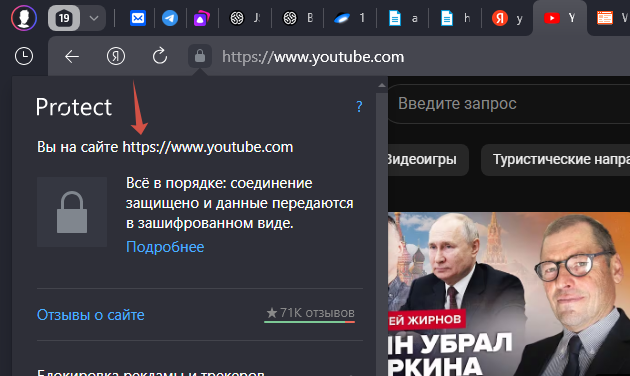 19
JS
B
1
a
h
y
Y
W
https://www.youtube.com
Protect
?
Введите запрос
Вы на сайте https://www.youtube.com
Видеоигры
Туристические напра
Всё в порядке: соединение
защищено и данные передаются
в зашифрованном виде.
Подробнее
Отзывы о сайте
71K отзывов
ЕЙ ЖИРНОВ
ИН УБРАЛ
РКИНА
Блокировка рекламы и трекеров